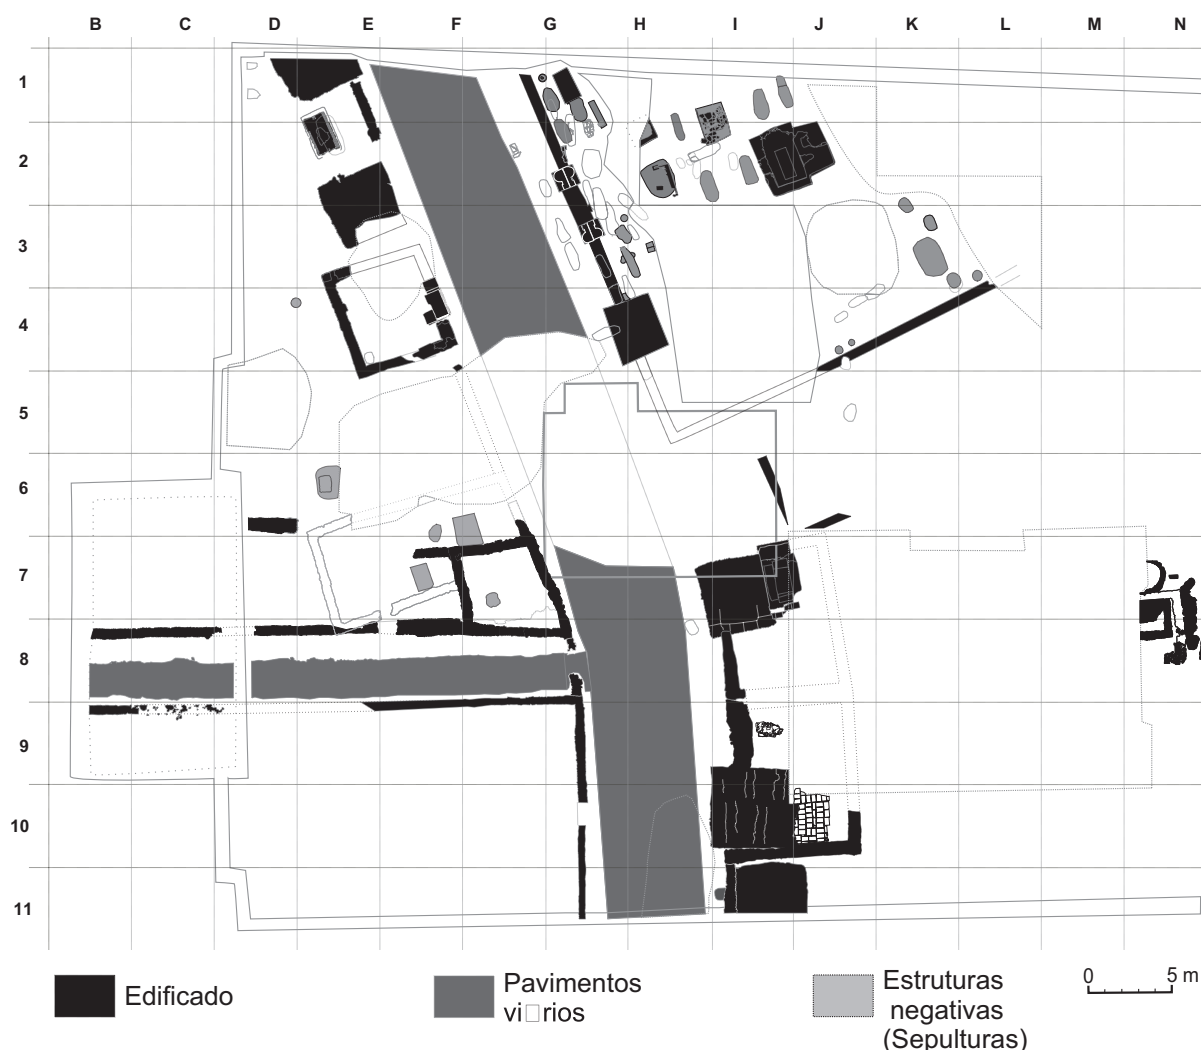 B C D E F G H I J K L M N
1
2
3
4
5
6
7
8
9
10
11
Edificado
Pavimentos
vi□rios
Estruturas
negativas
(Sepulturas)
0 5 m